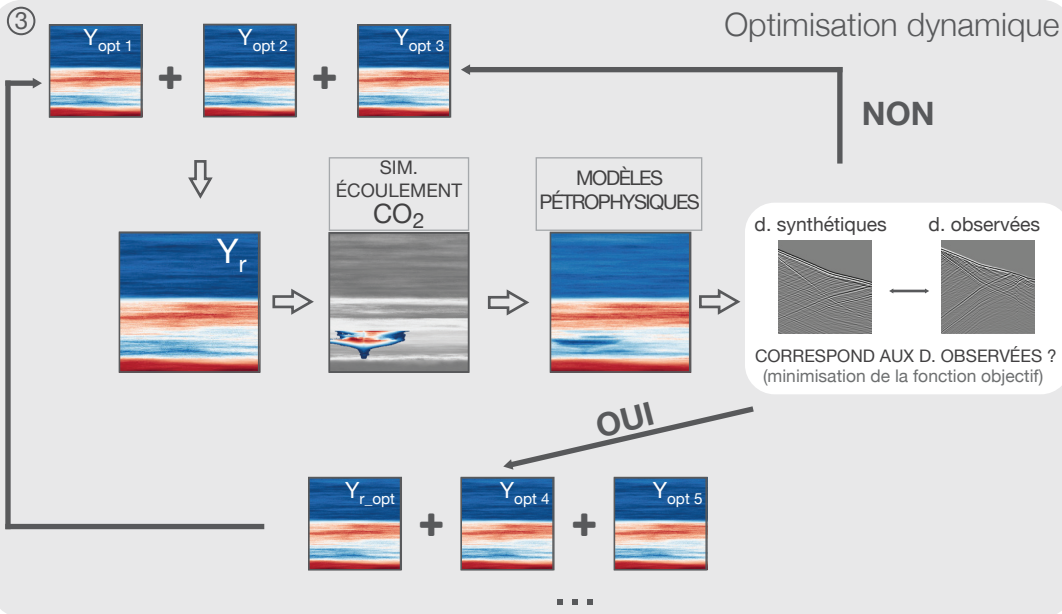 ③ Optimisation dynamique
Y opt 1 + Y opt 2 + Y opt 3
NON
SIM.
ÉCOULEMENT
CO₂
MODÈLES
PÉTROPHYSIQUES
Y r
d. synthétiques d. observées
CORRESPOND AUX D. OBSERVÉES ?
(minimisation de la fonction objectif)
OUI
Y r_opt + Y opt 4 + Y opt 5
...